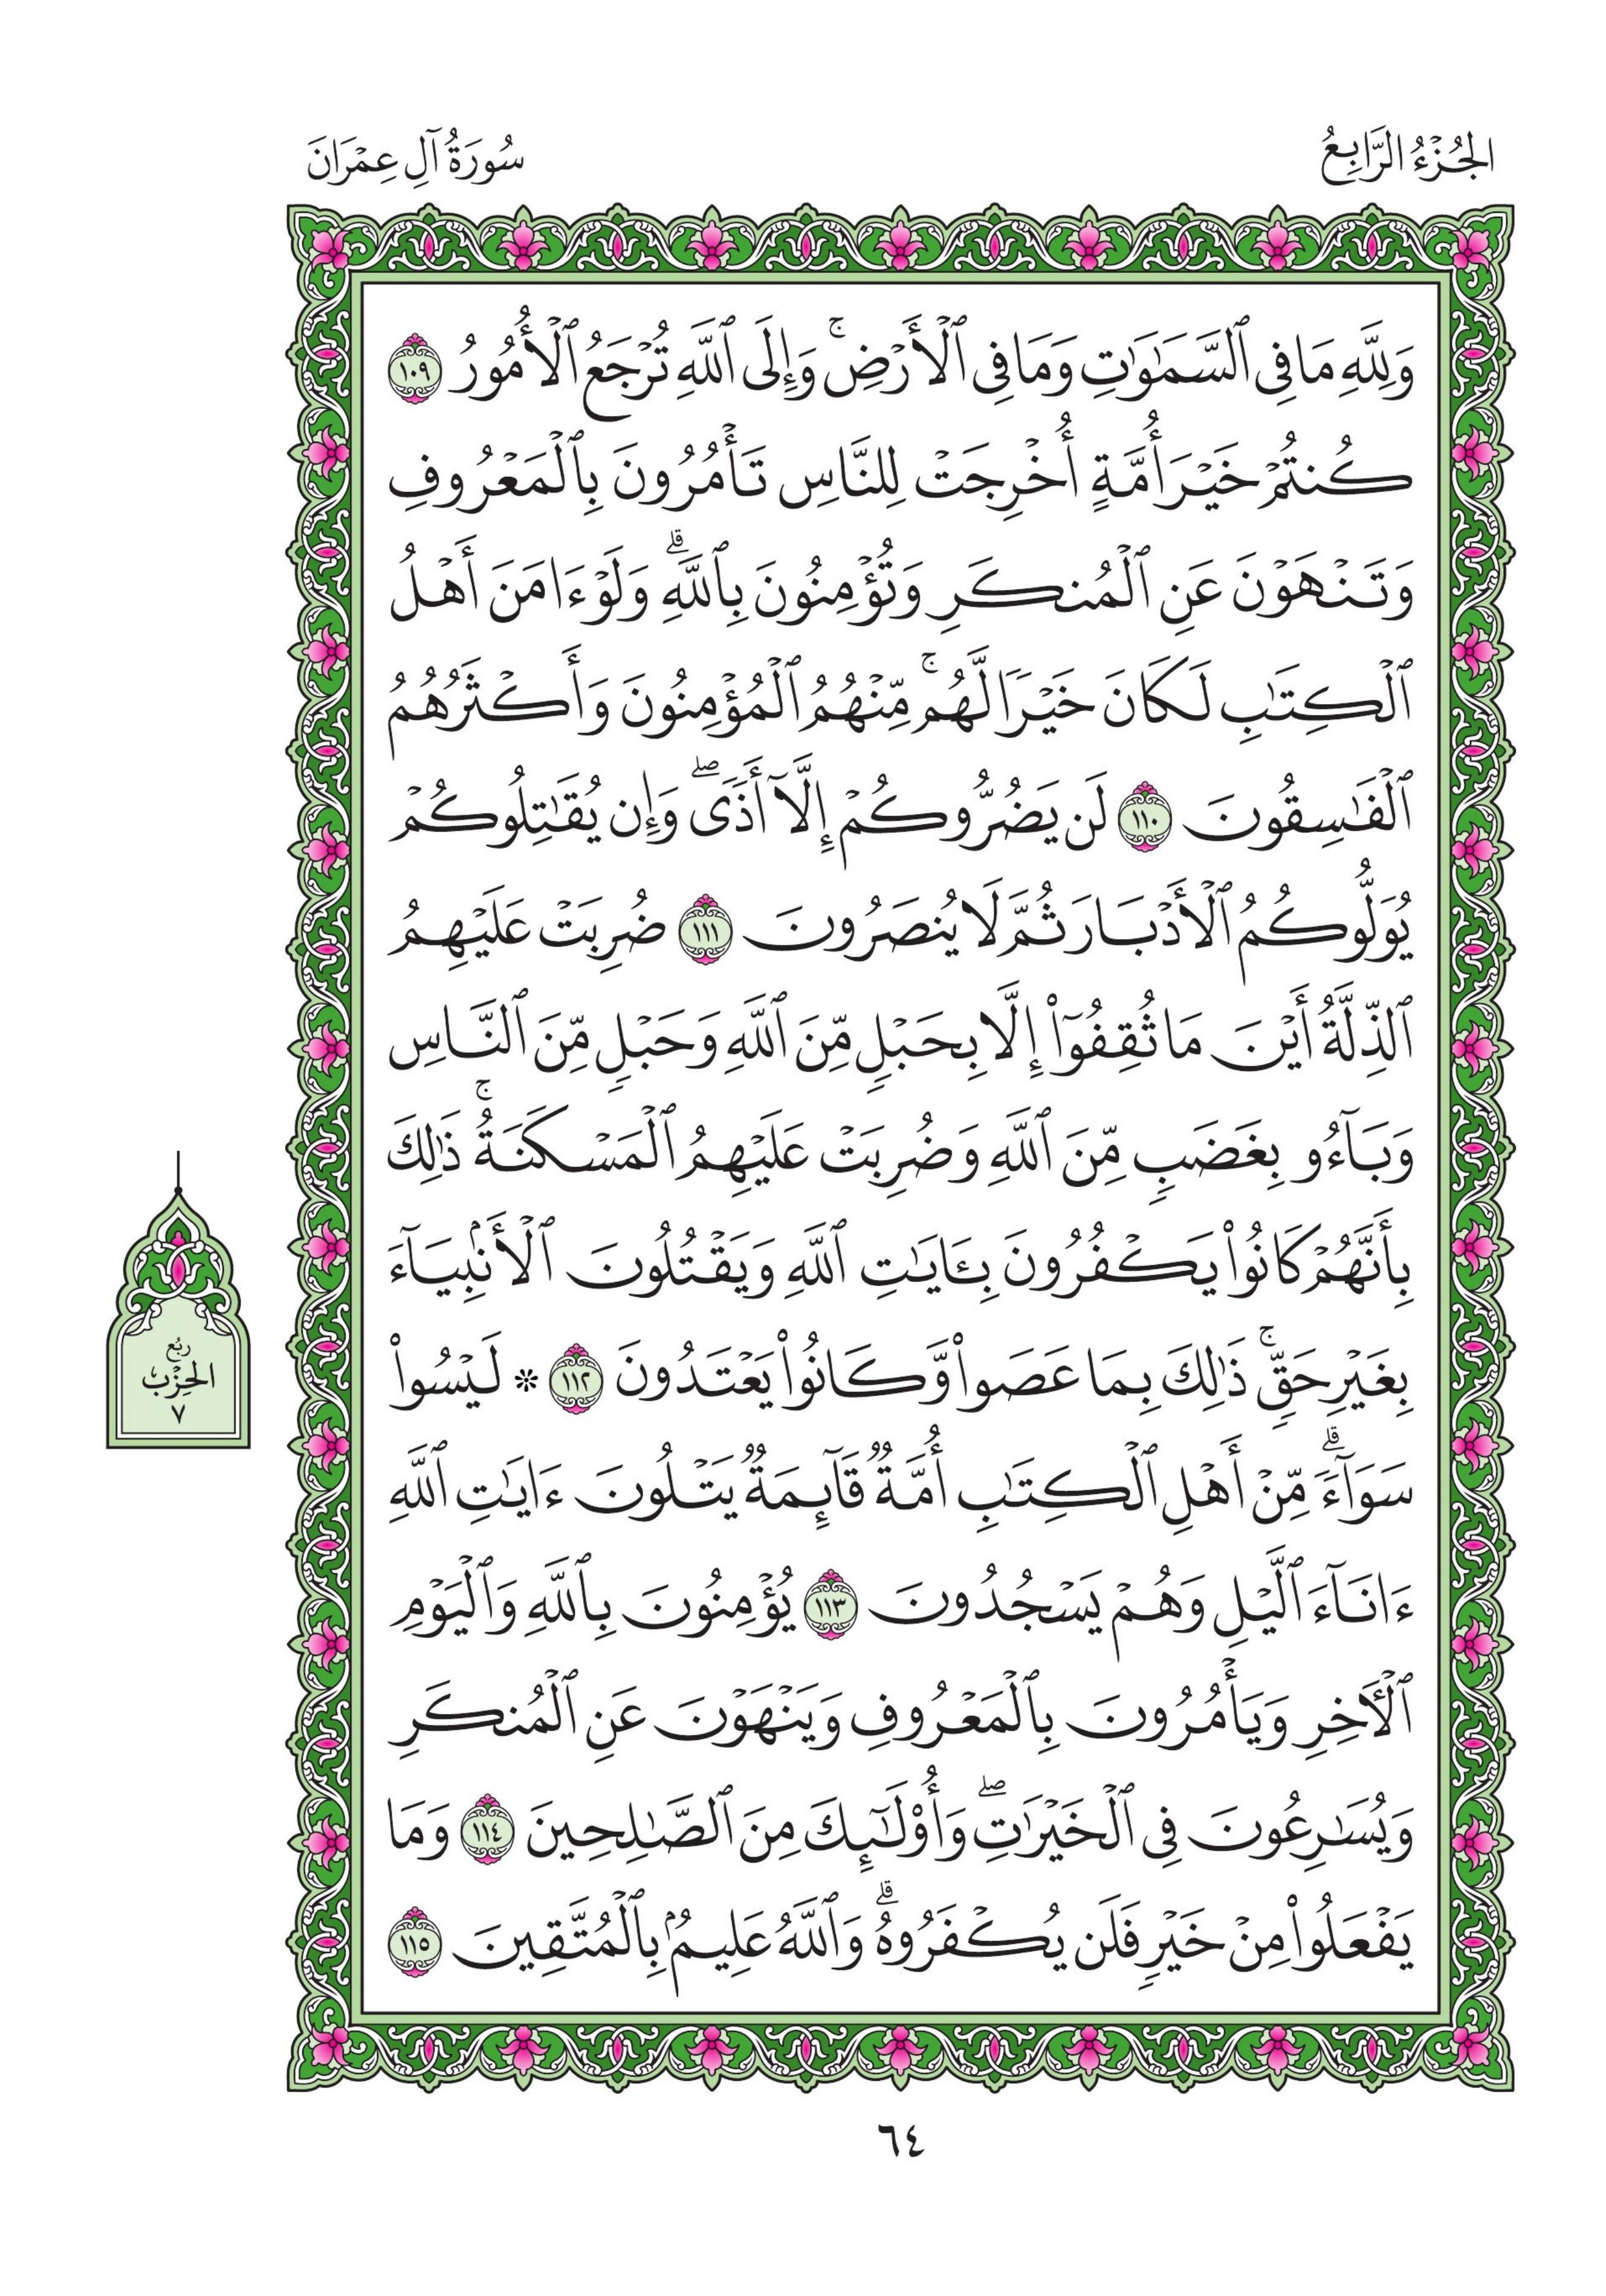 الجُزْءُ الرَّابِعُ
سُورَةُ آلِ عِمْرَانَ
وَلِلَّهِ مَا فِي ٱلسَّمَٰوَٰتِ وَمَا فِي ٱلْأَرْضِۚ وَإِلَى ٱللَّهِ تُرْجَعُ ٱلْأُمُورُ ١٠٩
كُنتُمْ خَيْرَ أُمَّةٍ أُخْرِجَتْ لِلنَّاسِ تَأْمُرُونَ بِٱلْمَعْرُوفِ
وَتَنْهَوْنَ عَنِ ٱلْمُنكَرِ وَتُؤْمِنُونَ بِٱللَّهِۗ وَلَوْ ءَامَنَ أَهْلُ
ٱلْكِتَٰبِ لَكَانَ خَيْرًا لَّهُمۚ مِّنْهُمُ ٱلْمُؤْمِنُونَ وَأَكْثَرُهُمُ
ٱلْفَٰسِقُونَ ١١٠ لَن يَضُرُّوكُمْ إِلَّآ أَذًىۖ وَإِن يُقَٰتِلُوكُمْ
يُوَلُّوكُمُ ٱلْأَدْبَارَ ثُمَّ لَا يُنصَرُونَ ١١١ ضُرِبَتْ عَلَيْهِمُ
ٱلذِّلَّةُ أَيْنَ مَا ثُقِفُوٓا۟ إِلَّا بِحَبْلٍ مِّنَ ٱللَّهِ وَحَبْلٍ مِّنَ ٱلنَّاسِ
وَبَآءُو بِغَضَبٍ مِّنَ ٱللَّهِ وَضُرِبَتْ عَلَيْهِمُ ٱلْمَسْكَنَةُۚ ذَٰلِكَ
بِأَنَّهُمْ كَانُوا۟ يَكْفُرُونَ بِـَٔايَٰتِ ٱللَّهِ وَيَقْتُلُونَ ٱلْأَنۢبِيَآءَ
بِغَيْرِ حَقٍّۚ ذَٰلِكَ بِمَا عَصَوا۟ وَّكَانُوا۟ يَعْتَدُونَ ١١٢ * لَيْسُوا۟
سَوَآءًۗ مِّنْ أَهْلِ ٱلْكِتَٰبِ أُمَّةٌ قَآئِمَةٌ يَتْلُونَ ءَايَٰتِ ٱللَّهِ
ءَانَآءَ ٱلَّيْلِ وَهُمْ يَسْجُدُونَ ١١٣ يُؤْمِنُونَ بِٱللَّهِ وَٱلْيَوْمِ
ٱلْـَٔاخِرِ وَيَأْمُرُونَ بِٱلْمَعْرُوفِ وَيَنْهَوْنَ عَنِ ٱلْمُنكَرِ
وَيُسَٰرِعُونَ فِي ٱلْخَيْرَٰتِۖ وَأُو۟لَٰٓئِكَ مِنَ ٱلصَّٰلِحِينَ ١١٤ وَمَا
يَفْعَلُوا۟ مِنْ خَيْرٍ فَلَن يُكْفَرُوهُۗ وَٱللَّهُ عَلِيمٌۢ بِٱلْمُتَّقِينَ ١١٥
رُبُع
الحِزْبِ
٧
٦٤